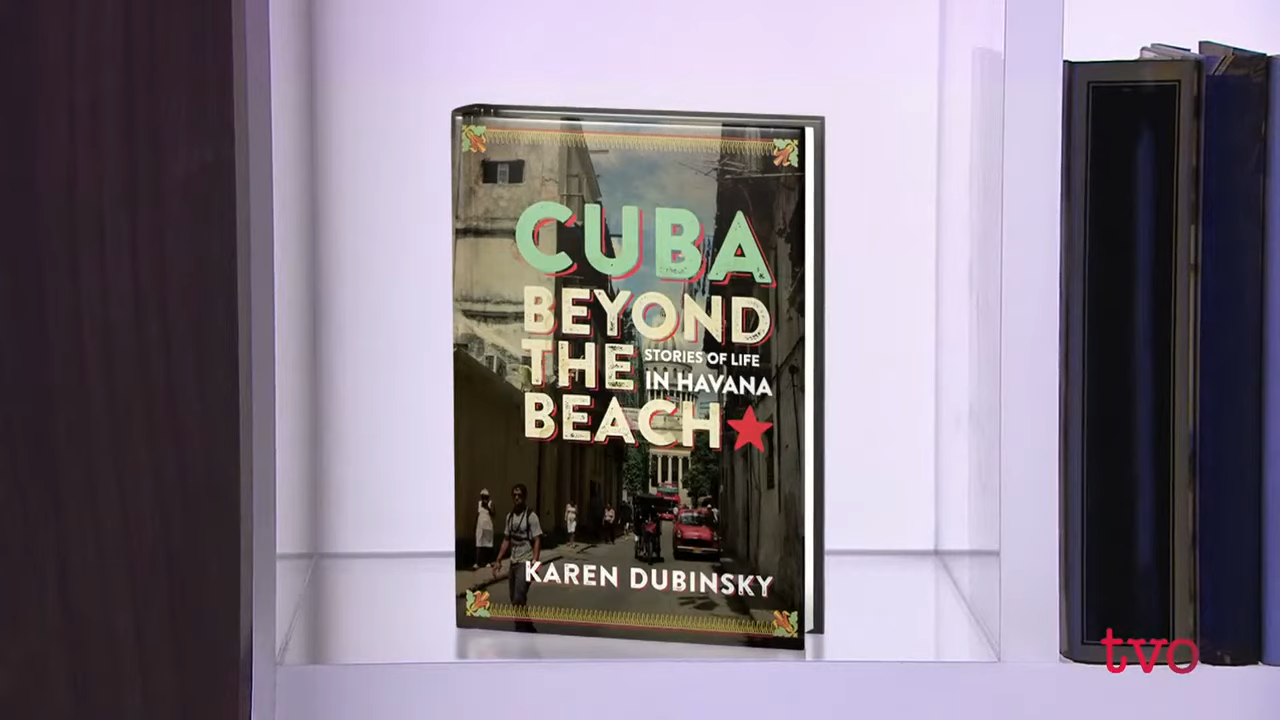 CUBA
BEYOND
THE
STORIES OF LIFE
IN HAVANA
BEACH
KAREN DUBINSKY
tvo